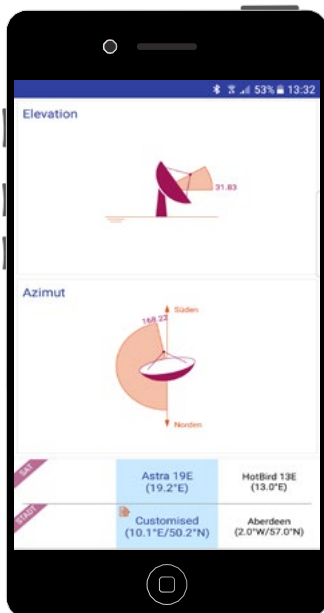 53% 13:32
Elevation
31.83
Azimut
Süden
168.22
Norden
SAT
Astra 19E
(19.2°E)
HotBird 13E
(13.0°E)
STADT
Customised
(10.1°E/50.2°N)
Aberdeen
(2.0°W/57.0°N)